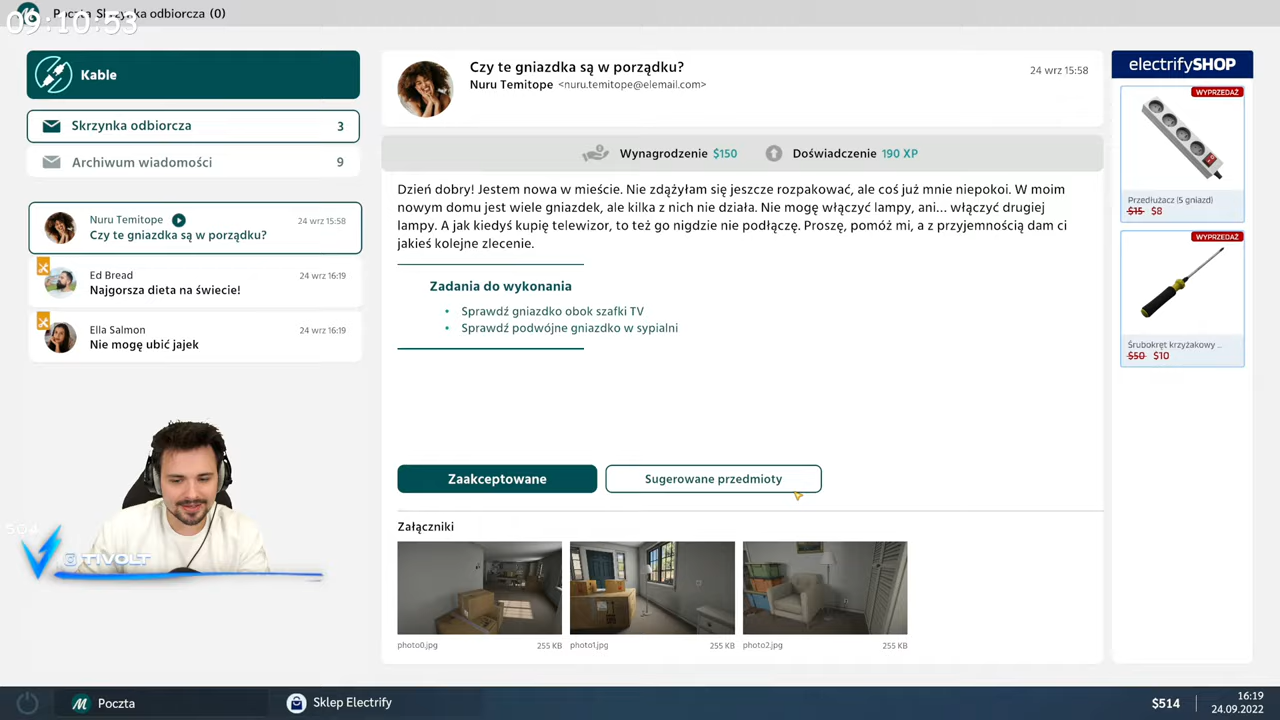 Poczta Skrzynka odbiorcza (0)
09:10:53
Kable
Skrzynka odbiorcza 3
Archiwum wiadomości 9
Nuru Temitope 24 wrz 15:58
Czy te gniazdka są w porządku?
Ed Bread 24 wrz 16:19
Najgorsza dieta na świecie!
Ella Salmon 24 wrz 16:19
Nie mogę ubić jajek
Czy te gniazdka są w porządku?
Nuru Temitope <nuru.temitope@elemail.com>
24 wrz 15:58
Wynagrodzenie $150 Doświadczenie 190 XP
Dzień dobry! Jestem nowa w mieście. Nie zdążyłam się jeszcze rozpakować, ale coś już mnie niepokoi. W moim
nowym domu jest wiele gniazdek, ale kilka z nich nie działa. Nie mogę włączyć lampy, ani... włączyć drugiej
lampy. A jak kiedyś kupię telewizor, to też go nigdzie nie podłączę. Proszę, pomóż mi, a z przyjemnością dam ci
jakieś kolejne zlecenie.
Zadania do wykonania
• Sprawdź gniazdko obok szafki TV
• Sprawdź podwójne gniazdko w sypialni
Zaakceptowane
Sugerowane przedmioty
Załączniki
photo0.jpg 255 KB
photo1.jpg 255 KB
photo2.jpg 255 KB
electrifySHOP
WYPRZEDAŻ
Przedłużacz (5 gniazd)
$15 $8
WYPRZEDAŻ
Śrubokręt krzyżakowy ...
$50 $10
TIVOLT
Poczta
Sklep Electrify
$514
16:19
24.09.2022